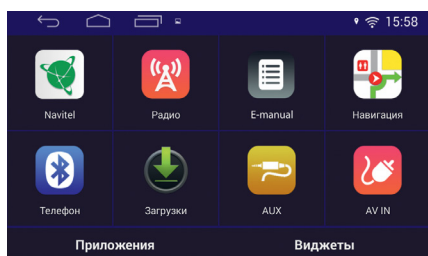 15:58
Navitel
Радио
E-manual
Навигация
Телефон
Загрузки
AUX
AV IN
Приложения
Виджеты